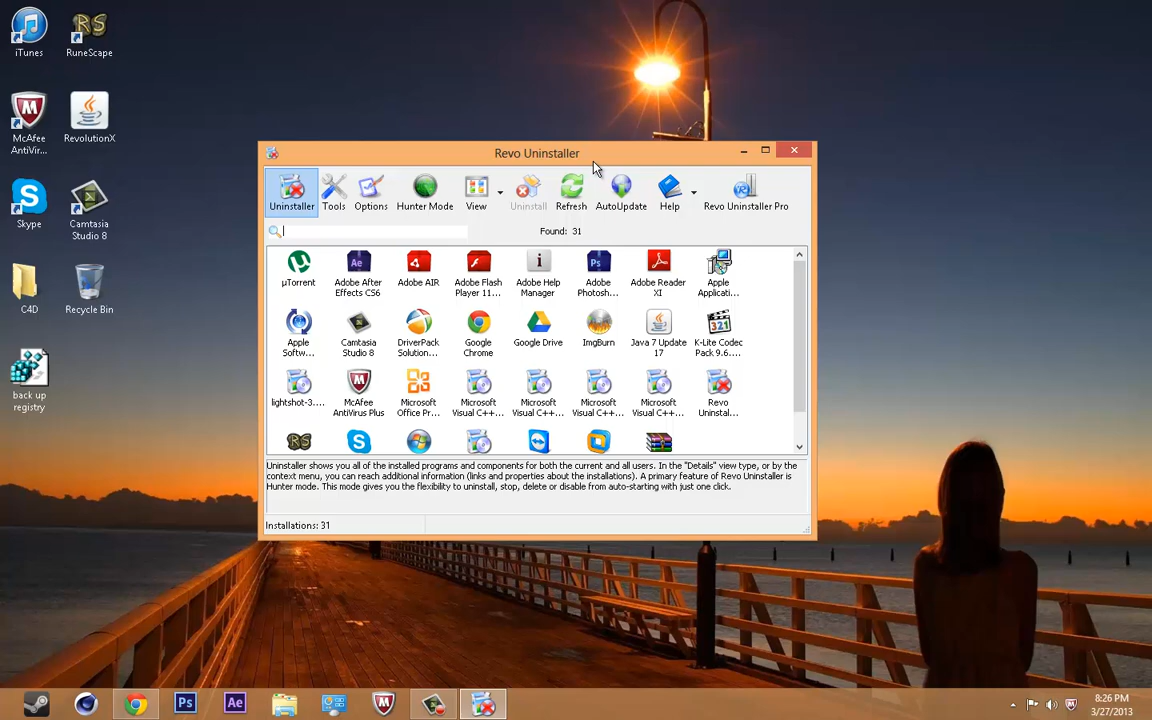 iTunes
RuneScape
McAfee
AntiVir...
RevolutionX
Skype
Camtasia
Studio 8
C4D
Recycle Bin
back up
registry
Revo Uninstaller
Uninstaller
Tools
Options
Hunter Mode
View
Uninstall
Refresh
AutoUpdate
Help
Revo Uninstaller Pro
Found: 31
µTorrent
Adobe After
Effects CS6
Adobe AIR
Adobe Flash
Player 11...
Adobe Help
Manager
Adobe
Photosh...
Adobe Reader
XI
Apple
Applicati...
Apple
Softw...
Camtasia
Studio 8
DriverPack
Solution...
Google
Chrome
Google Drive
ImgBurn
Java 7 Update
17
K-Lite Codec
Pack 9.6....
lightshot-3....
McAfee
AntiVirus Plus
Microsoft
Office Pr...
Microsoft
Visual C++...
Microsoft
Visual C++...
Microsoft
Visual C++...
Microsoft
Visual C++...
Revo
Uninstal...
Uninstaller shows you all of the installed programs and components for both the current and all users. In the "Details" view type, or by the
context menu, you can reach additional information (links and properties about the installations). A primary feature of Revo Uninstaller is
Hunter mode. This mode gives you the flexibility to uninstall, stop, delete or disable from auto-starting with just one click.
Installations: 31
Ps
Ae
8:26 PM
3/27/2013